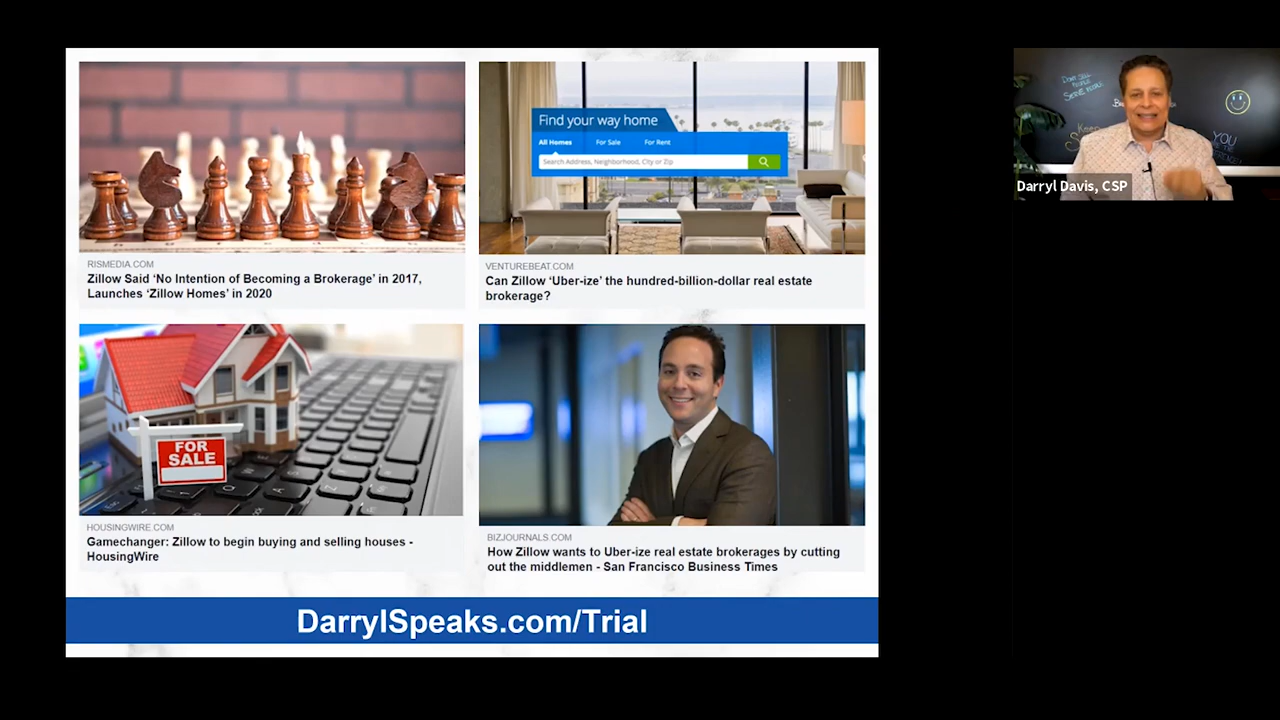 RISMEDIA.COM
Zillow Said ‘No Intention of Becoming a Brokerage’ in 2017,
Launches ‘Zillow Homes’ in 2020
Find your way home
All Homes For Sale For Rent
Search Address, Neighborhood, City or Zip
VENTUREBEAT.COM
Can Zillow ‘Uber-ize’ the hundred-billion-dollar real estate
brokerage?
FOR
SALE
HOUSINGWIRE.COM
Gamechanger: Zillow to begin buying and selling houses -
HousingWire
BIZJOURNALS.COM
How Zillow wants to Uber-ize real estate brokerages by cutting
out the middlemen - San Francisco Business Times
DarrylSpeaks.com/Trial
Darryl Davis, CSP